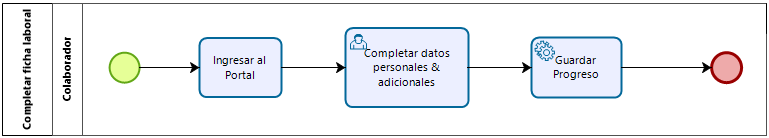 Completar ficha laboral
Colaborador
Ingresar al
Portal
Completar datos
personales &
adicionales
Guardar
Progreso